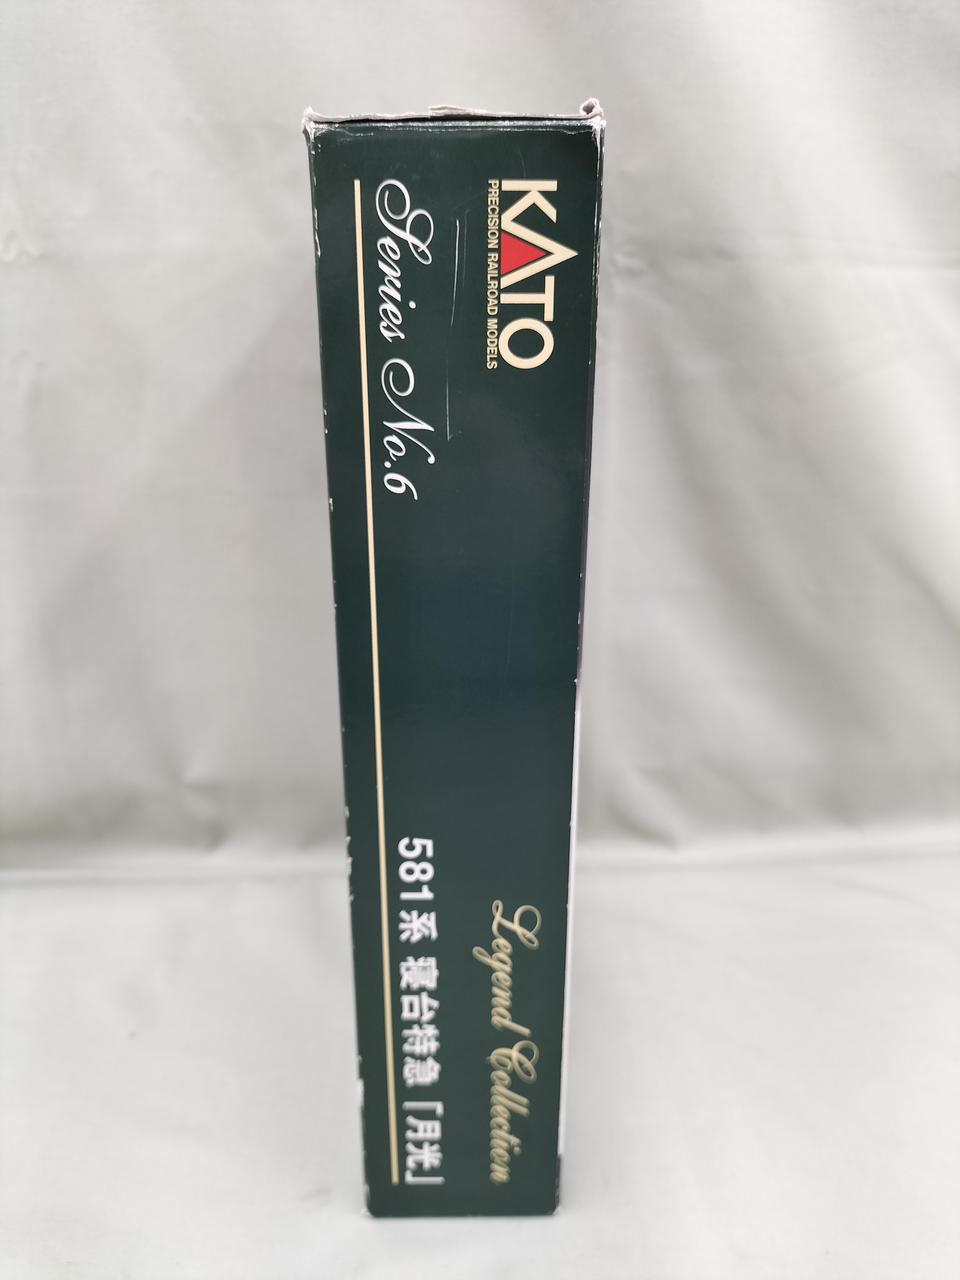 KATO
PRECISION RAILROAD MODELS
Legend Collection
Series No.6
581系 寝台特急「月光」